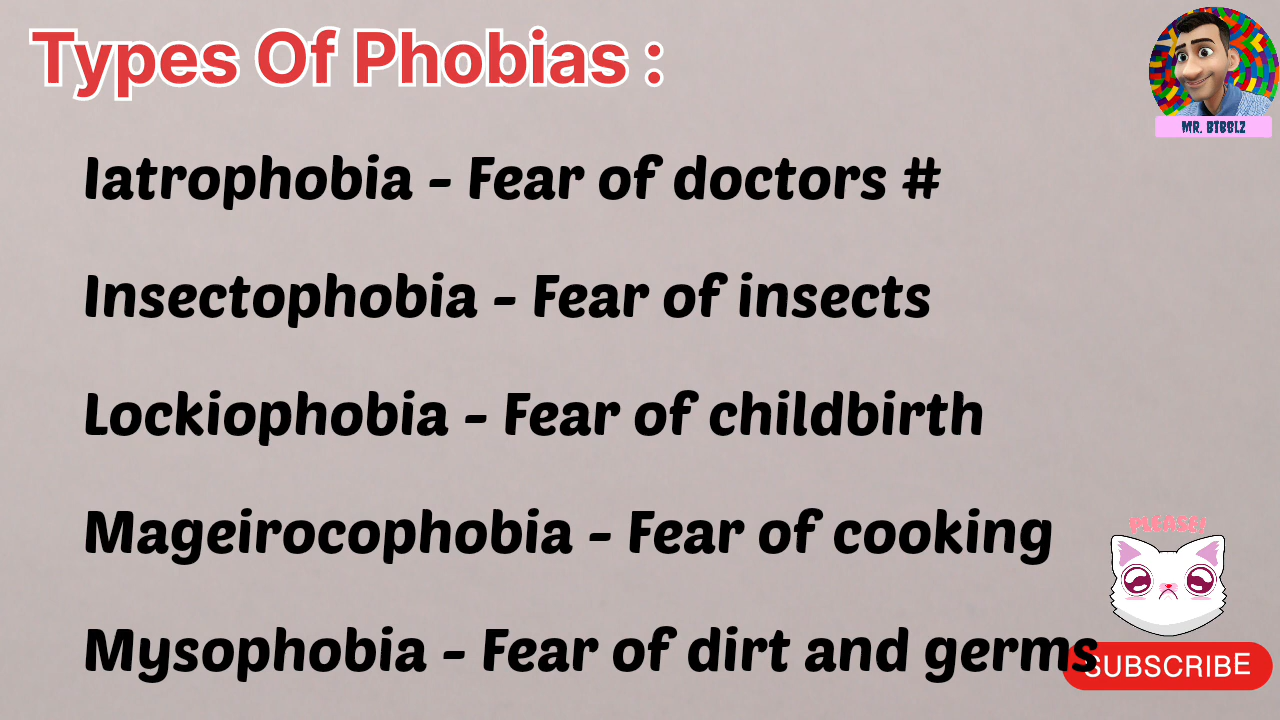 Types Of Phobias :
MR. BIBBLZ
Iatrophobia - Fear of doctors #
Insectophobia - Fear of insects
Lockiophobia - Fear of childbirth
Mageirocophobia - Fear of cooking
PLEASE!
Mysophobia - Fear of dirt and germs
SUBSCRIBE